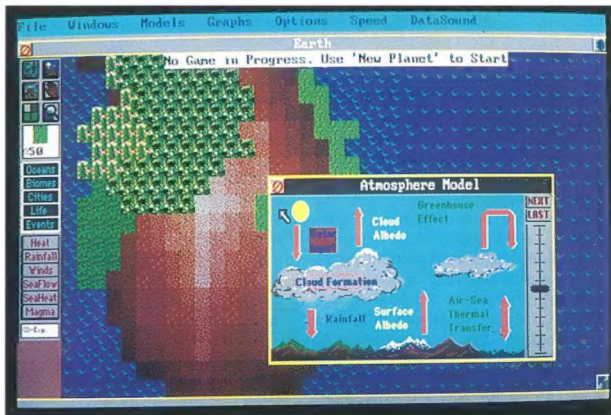 File Windows Models Graphs Options Speed DataSound
Earth
No Game in Progress. Use 'New Planet' to Start
Ω50
Oceans
Biomes
Cities
Life
Events
Heat
Rainfall
Winds
SeaFlow
SeaHeat
Magma
Atmosphere Model
NEXT
LAST
Greenhouse
Effect
Cloud
Albedo
Solar
Cloud Formation
Rainfall
Surface
Albedo
Air-Sea
Thermal
Transfer